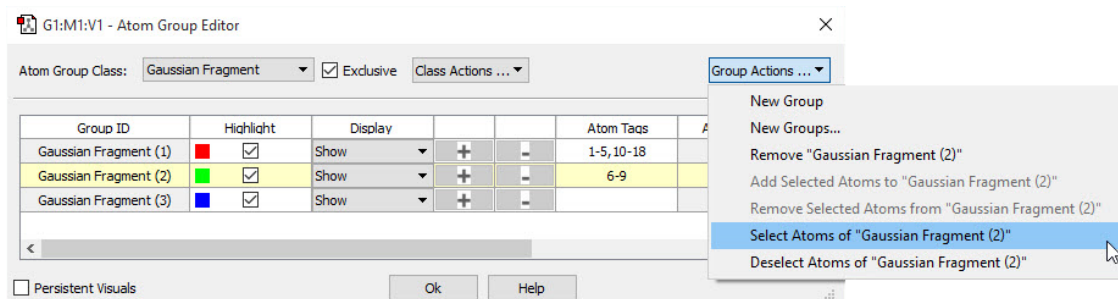 G1:M1:V1 - Atom Group Editor
Atom Group Class: Gaussian Fragment Exclusive Class Actions ... Group Actions ...
Group ID Highlight Display Atom Tags A
Gaussian Fragment (1) Show + - 1-5,10-18
Gaussian Fragment (2) Show + - 6-9
Gaussian Fragment (3) Show + -
New Group
New Groups...
Remove "Gaussian Fragment (2)"
Add Selected Atoms to "Gaussian Fragment (2)"
Remove Selected Atoms from "Gaussian Fragment (2)"
Select Atoms of "Gaussian Fragment (2)"
Deselect Atoms of "Gaussian Fragment (2)"
Persistent Visuals Ok Help